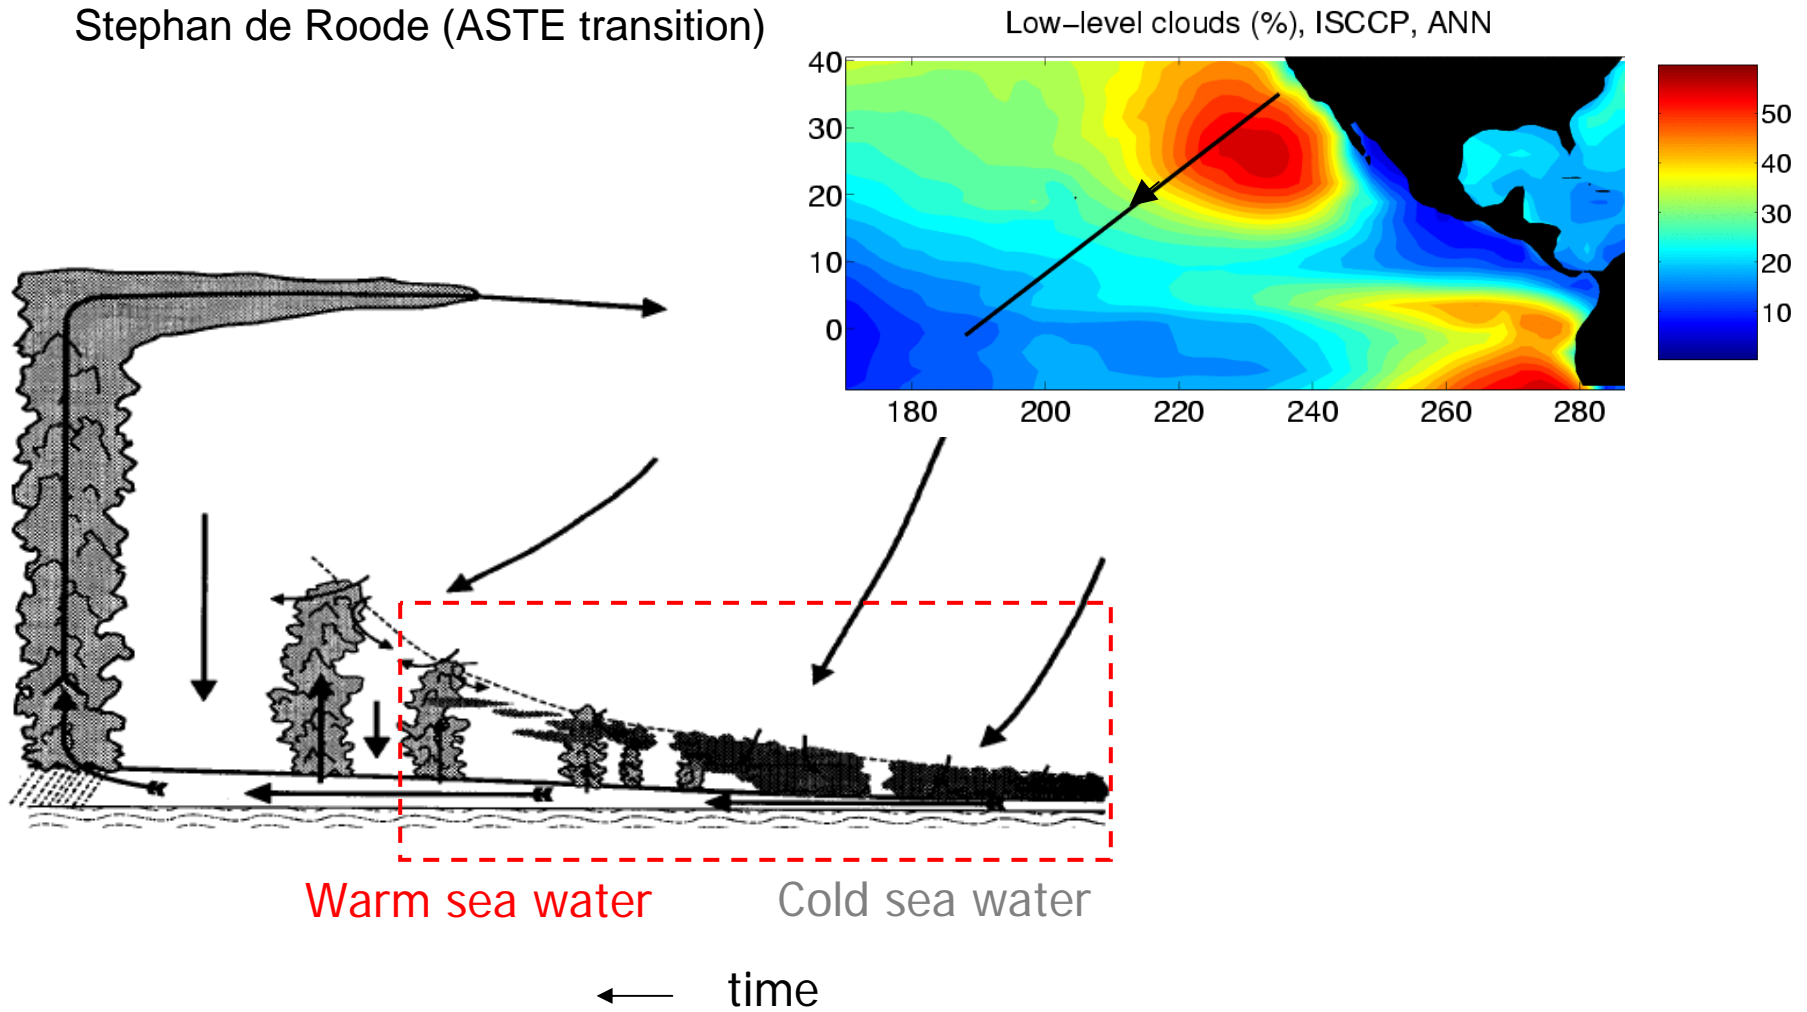 Stephan de Roode (ASTE transition)
Low-level clouds (%), ISCCP, ANN
40
30
20
10
0
180 200 220 240 260 280
50
40
30
20
10
Warm sea water
Cold sea water
time